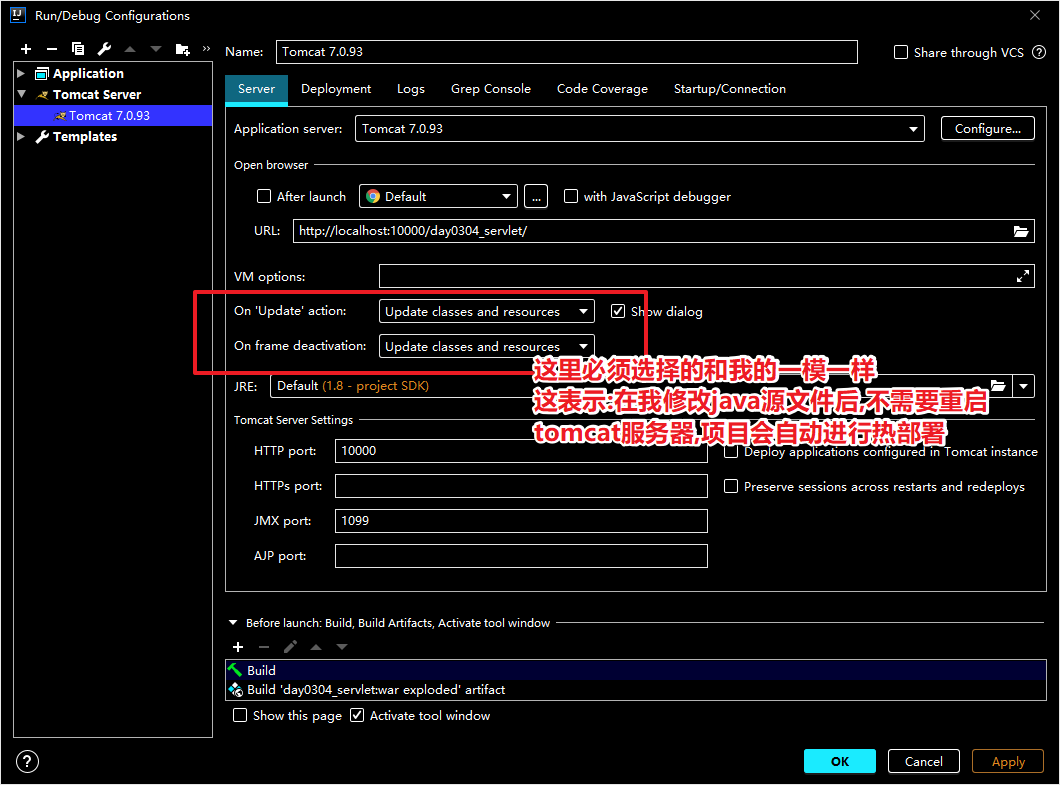 Run/Debug Configurations
Name: Tomcat 7.0.93
Share through VCS
Application
Tomcat Server
Tomcat 7.0.93
Templates
Server Deployment Logs Grep Console Code Coverage Startup/Connection
Application server: Tomcat 7.0.93 Configure...
Open browser
After launch Default ... with JavaScript debugger
URL: http://localhost:10000/day0304_servlet/
VM options:
On 'Update' action: Update classes and resources Show dialog
On frame deactivation: Update classes and resources
这里必须选择的和我的一模一样
这表示:在我修改java源文件后,不需要重启
tomcat服务器,项目会自动进行热部署
JRE: Default (1.8 - project SDK)
Tomcat Server Settings
HTTP port: 10000 Deploy applications configured in Tomcat instance
HTTPs port: Preserve sessions across restarts and redeploys
JMX port: 1099
AJP port:
Before launch: Build, Build Artifacts, Activate tool window
Build
Build 'day0304_servlet:war exploded' artifact
Show this page Activate tool window
? OK Cancel Apply